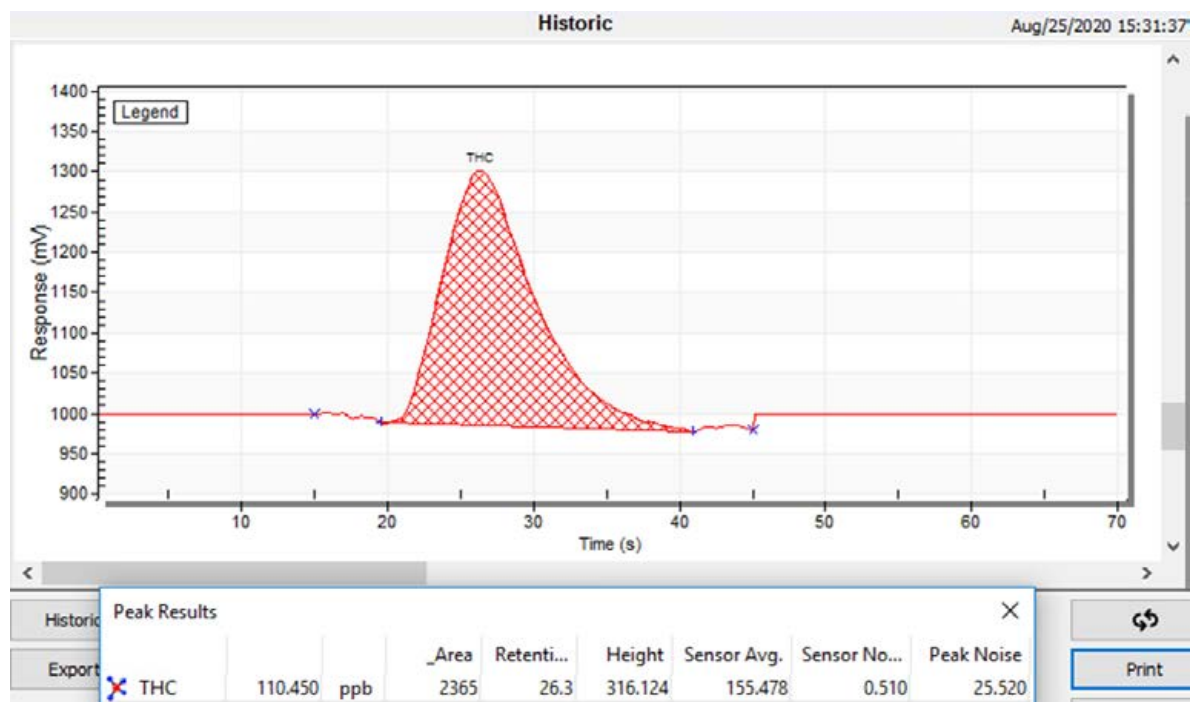 Historic
Aug/25/2020 15:31:37
1400
Legend
1350
THC
1300
1250
1200
1150
1100
1050
1000
950
900
Response (mV)
10 20 30 40 50 60 70
Time (s)
Historic
Peak Results
Export
_Area Retenti... Height Sensor Avg. Sensor No... Peak Noise
THC 110.450 ppb 2365 26.3 316.124 155.478 0.510 25.520
Print